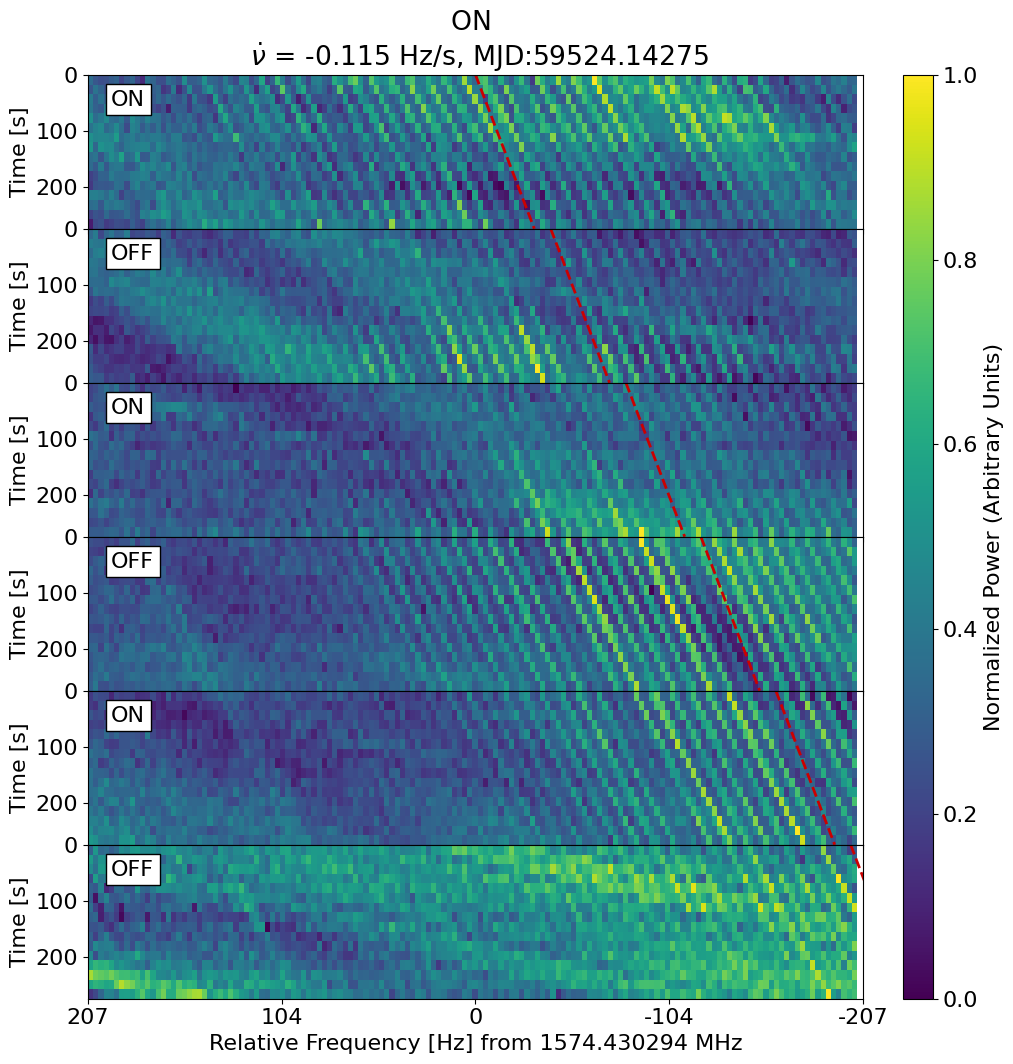 ON
ν̇ = -0.115 Hz/s, MJD:59524.14275
0
ON
100
200
Time [s]
0
OFF
100
200
Time [s]
0
ON
100
200
Time [s]
0
OFF
100
200
Time [s]
0
ON
100
200
Time [s]
0
OFF
100
200
Time [s]
207 104 0 -104 -207
Relative Frequency [Hz] from 1574.430294 MHz
1.0
0.8
0.6
0.4
0.2
0.0
Normalized Power (Arbitrary Units)